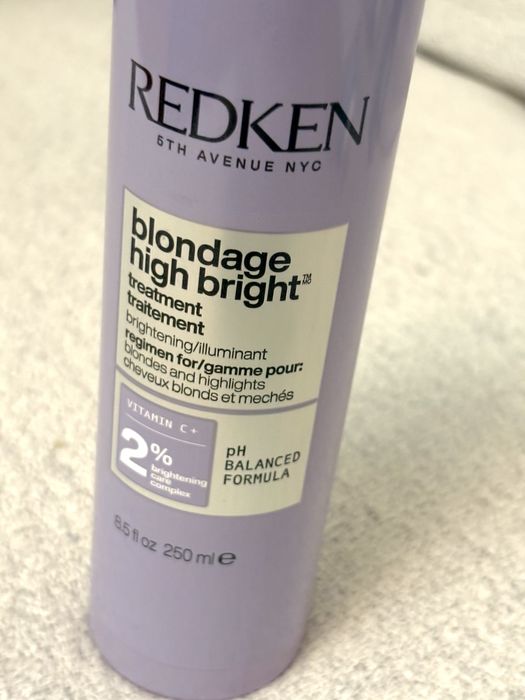 REDKEN
5TH AVENUE NYC
blondage
high bright™ MD
treatment
traitement
brightening/illuminant
regimen for/gamme pour:
blondes and highlights
cheveux blonds et mechés
VITAMIN C+
2%
brightening
care
complex
pH
BALANCED
FORMULA
8.5 fl oz 250 ml ℮